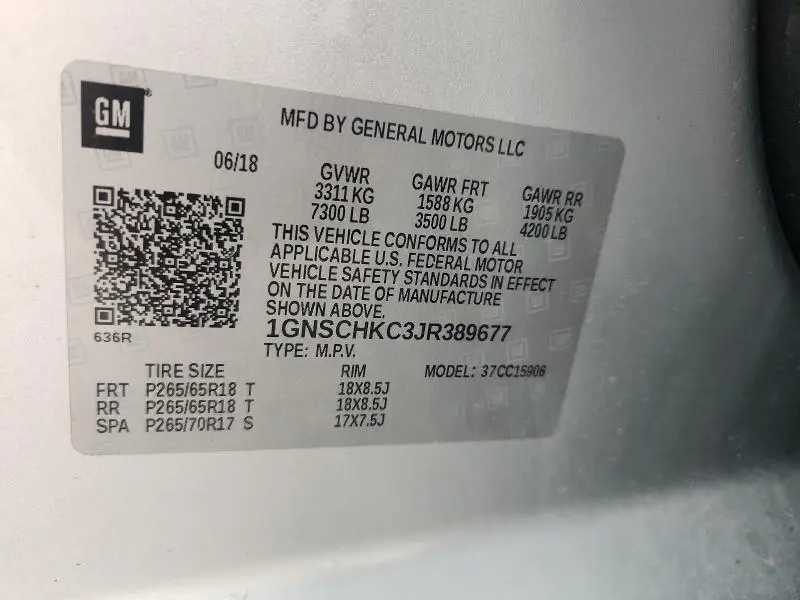 GM
MFD BY GENERAL MOTORS LLC
06/18
GVWR GAWR FRT GAWR RR
3311 KG 1588 KG 1905 KG
7300 LB 3500 LB 4200 LB
THIS VEHICLE CONFORMS TO ALL
APPLICABLE U.S. FEDERAL MOTOR
VEHICLE SAFETY STANDARDS IN EFFECT
ON THE DATE OF MANUFACTURE
SHOWN ABOVE.
636R
1GNSCHKC3JR389677
TYPE: M.P.V.
TIRE SIZE RIM MODEL: 37CC15906
FRT P265/65R18 T 18X8.5J
RR P265/65R18 T 18X8.5J
SPA P265/70R17 S 17X7.5J